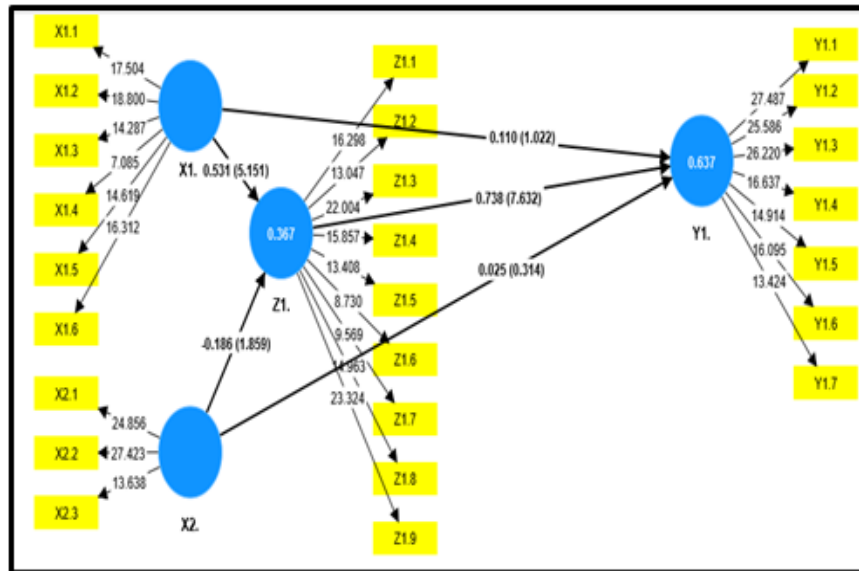 X1.1
X1.2
X1.3
X1.4
X1.5
X1.6
17.504
18.800
14.287
7.085
14.619
16.312
X1. 0.531 (5.151)
X2.1
X2.2
X2.3
24.856
27.423
13.638
X2.
-0.186 (1.859)
0.367
Z1.
16.298
13.047
22.004
15.857
13.408
8.730
9.569
14.963
23.324
Z1.1
Z1.2
Z1.3
Z1.4
Z1.5
Z1.6
Z1.7
Z1.8
Z1.9
0.110 (1.022)
0.738 (7.632)
0.025 (0.314)
0.637
Y1.
27.487
25.586
26.220
16.637
14.914
16.095
13.424
Y1.1
Y1.2
Y1.3
Y1.4
Y1.5
Y1.6
Y1.7